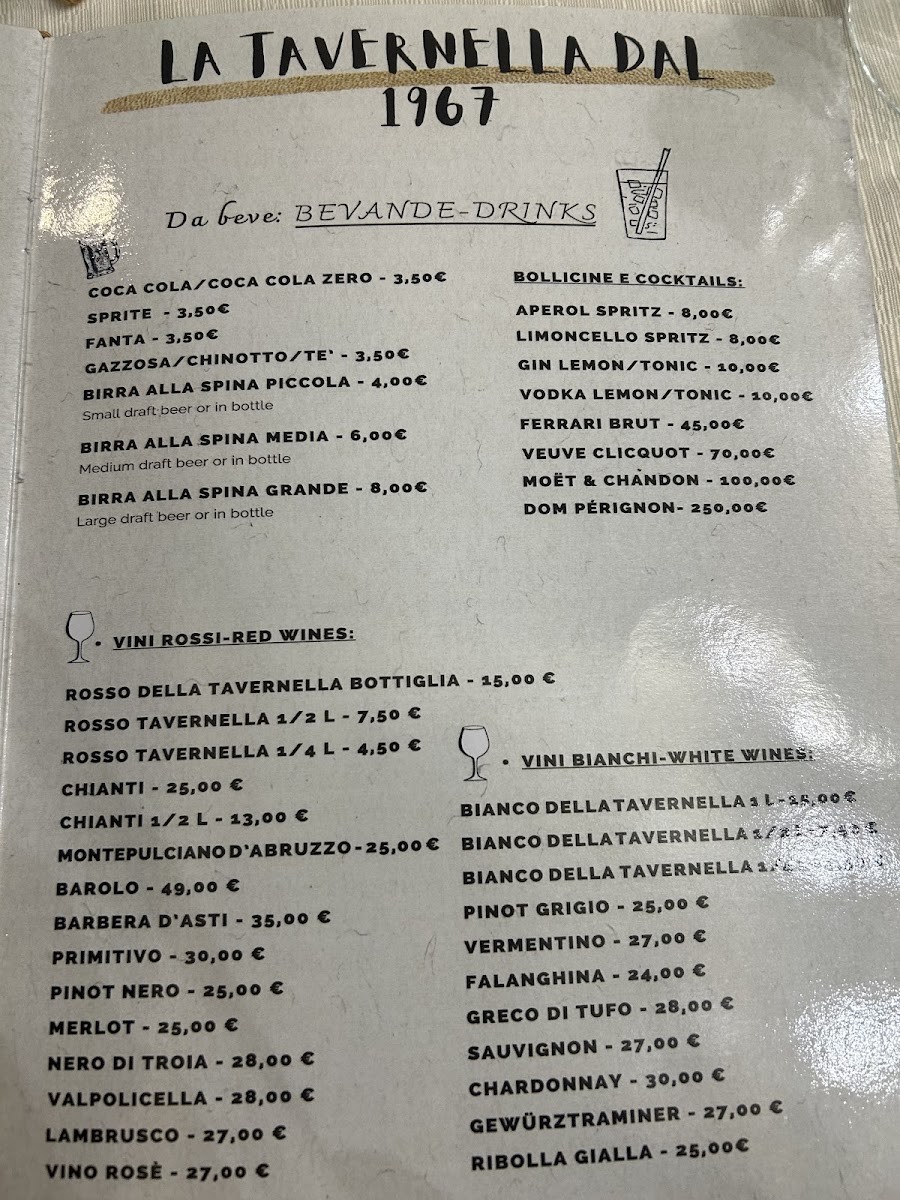 LA TAVERNELLA DAL
1967
Da beve: BEVANDE-DRINKS
COCA COLA/COCA COLA ZERO - 3,50€
SPRITE - 3,50€
FANTA - 3,50€
GAZZOSA/CHINOTTO/TE' - 3,50€
BIRRA ALLA SPINA PICCOLA - 4,00€
Small draft beer or in bottle
BIRRA ALLA SPINA MEDIA - 6,00€
Medium draft beer or in bottle
BIRRA ALLA SPINA GRANDE - 8,00€
Large draft beer or in bottle
BOLLICINE E COCKTAILS:
APEROL SPRITZ - 8,00€
LIMONCELLO SPRITZ - 8,00€
GIN LEMON/TONIC - 10,00€
VODKA LEMON/TONIC - 10,00€
FERRARI BRUT - 45,00€
VEUVE CLICQUOT - 70,00€
MOËT & CHANDON - 100,00€
DOM PÉRIGNON- 250,00€
• VINI ROSSI-RED WINES:
ROSSO DELLA TAVERNELLA BOTTIGLIA - 15,00 €
ROSSO TAVERNELLA 1/2 L - 7,50 €
ROSSO TAVERNELLA 1/4 L - 4,50 €
CHIANTI - 25,00 €
CHIANTI 1/2 L - 13,00 €
MONTEPULCIANO D'ABRUZZO - 25,00 €
BAROLO - 49,00 €
BARBERA D'ASTI - 35,00 €
PRIMITIVO - 30,00 €
PINOT NERO - 25,00 €
MERLOT - 25,00 €
NERO DI TROIA - 28,00 €
VALPOLICELLA - 28,00 €
LAMBRUSCO - 27,00 €
VINO ROSÈ - 27,00 €
• VINI BIANCHI-WHITE WINES:
BIANCO DELLA TAVERNELLA 1 L - 15,00 €
BIANCO DELLA TAVERNELLA 1/2 L - 7,50 €
BIANCO DELLA TAVERNELLA
PINOT GRIGIO - 25,00 €
VERMENTINO - 27,00 €
FALANGHINA - 24,00 €
GRECO DI TUFO - 28,00 €
SAUVIGNON - 27,00 €
CHARDONNAY - 30,00 €
GEWÜRZTRAMINER - 27,00 €
RIBOLLA GIALLA - 25,00€